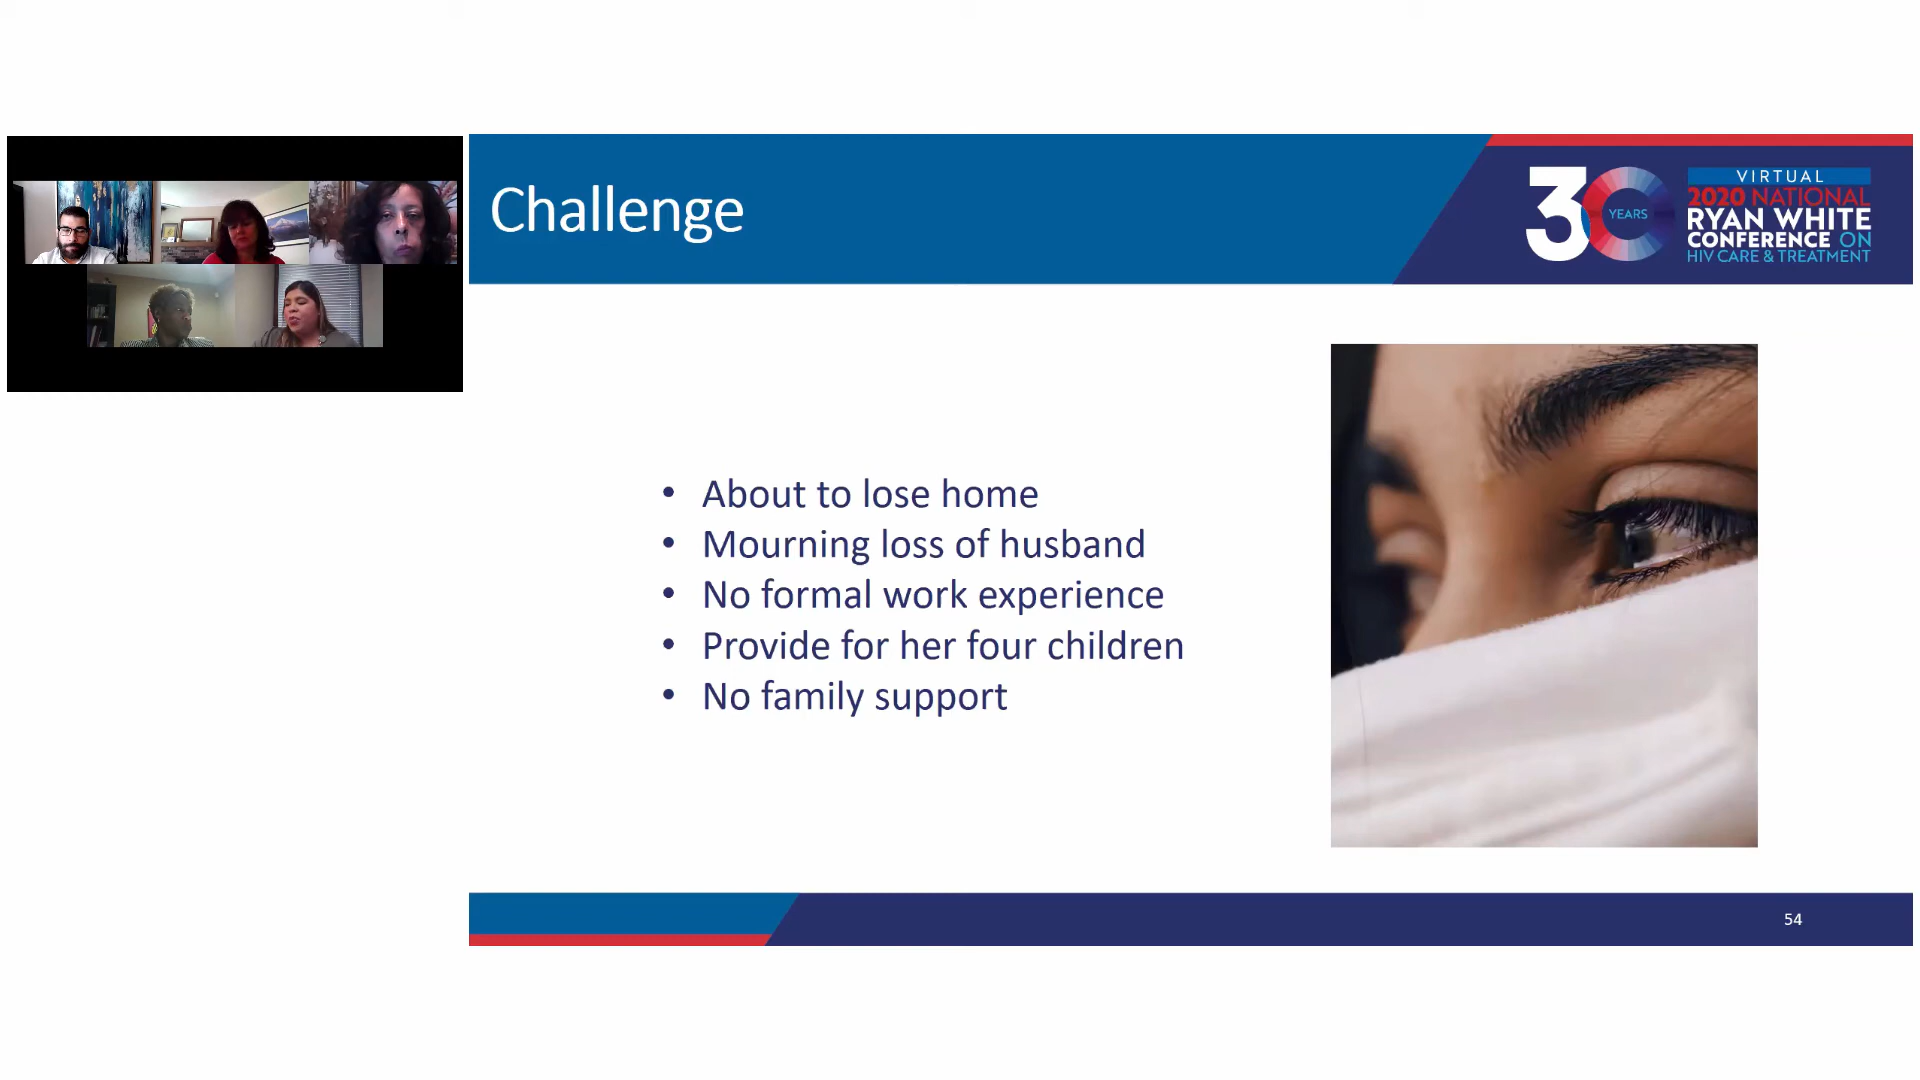 Challenge
30 YEARS
VIRTUAL
2020 NATIONAL
RYAN WHITE
CONFERENCE ON
HIV CARE & TREATMENT
• About to lose home
• Mourning loss of husband
• No formal work experience
• Provide for her four children
• No family support
54